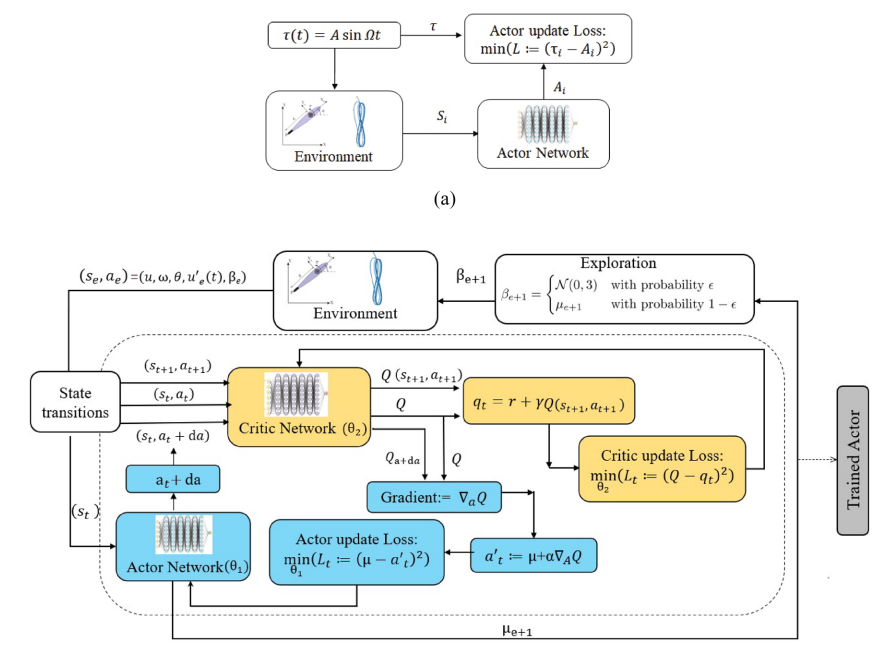 τ(t) = A sin Ωt
τ
Actor update Loss:
min(L ≔ (τᵢ − Aᵢ)²)
Aᵢ
Sᵢ
Environment
Actor Network
(a)
(sₑ, aₑ)=(u, ω, θ, u′ₑ(t), βₑ)
Environment
βₑ₊₁
Exploration
βₑ₊₁ = { 𝒩(0, 3) with probability ϵ
μₑ₊₁ with probability 1 − ϵ
State
transitions
(sₜ₊₁, aₜ₊₁)
(sₜ, aₜ)
(sₜ, aₜ + da)
Critic Network (θ₂)
Q (sₜ₊₁, aₜ₊₁)
Q
qₜ = r + γQ(sₜ₊₁, aₜ₊₁)
Critic update Loss:
min(Lₜ ≔ (Q − qₜ)²)
θ₂
Qₐ₊da
Q
aₜ+ da
Gradient:= ∇ₐQ
(sₜ )
Actor Network(θ₁)
Actor update Loss:
min(Lₜ ≔ (μ − a′ₜ)²)
θ₁
a′ₜ ≔ μ+α∇_AQ
μₑ₊₁
Trained Actor